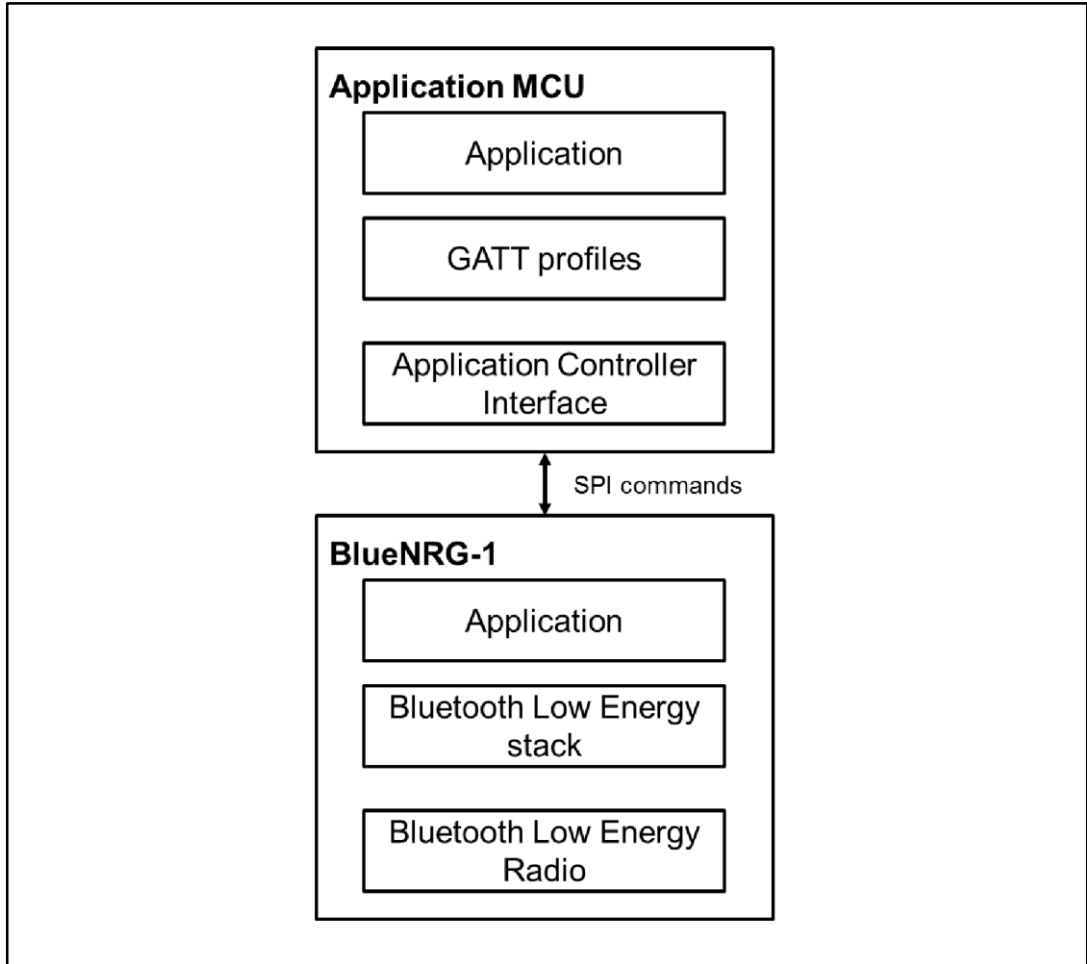 Application MCU
Application
GATT profiles
Application Controller
Interface
SPI commands
BlueNRG-1
Application
Bluetooth Low Energy
stack
Bluetooth Low Energy
Radio